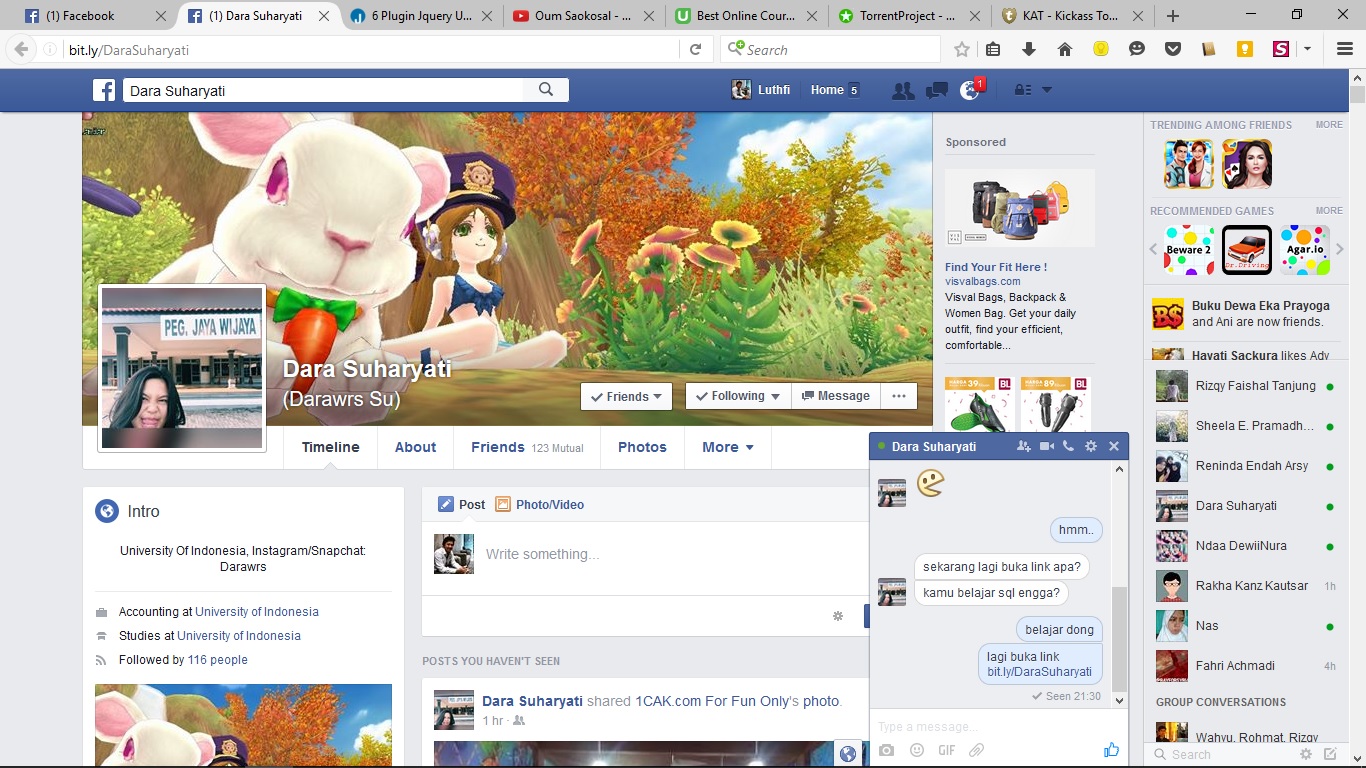 (1) Facebook
(1) Dara Suharyati
6 Plugin Jquery U...
Oum Saokosal - ...
Best Online Cour...
TorrentProject - ...
KAT - Kickass To...
bit.ly/DaraSuharyati
Search
Dara Suharyati
Luthfi
Home 5
1
PEG. JAYA WIJAYA
Dara Suharyati
(Darawrs Su)
Friends
Following
Message
Timeline
About
Friends 123 Mutual
Photos
More
Intro
University Of Indonesia, Instagram/Snapchat:
Darawrs
Accounting at University of Indonesia
Studies at University of Indonesia
Followed by 116 people
Post
Photo/Video
Write something...
POSTS YOU HAVEN'T SEEN
Dara Suharyati shared 1CAK.com For Fun Only's photo.
1 hr
Sponsored
Find Your Fit Here !
visvalbags.com
Visval Bags, Backpack &
Women Bag. Get your daily
outfit, find your efficient,
comfortable...
HARGA 39 BL
HARGA 89 BL
Dara Suharyati
hmm..
sekarang lagi buka link apa?
kamu belajar sql engga?
belajar dong
lagi buka link
bit.ly/DaraSuharyati
Seen 21:30
Type a message...
GIF
TRENDING AMONG FRIENDS
MORE
RECOMMENDED GAMES
MORE
Beware 2
Dr.Driving
Agar.io
Buku Dewa Eka Prayoga
and Ani are now friends.
Hayati Sackura likes Ady
Rizqy Faishal Tanjung
Sheela E. Pramadh...
Reninda Endah Arsy
Dara Suharyati
Ndaa DewiiNura
Rakha Kanz Kautsar 1h
Nas
Fahri Achmadi 4h
GROUP CONVERSATIONS
Wahyu, Rohmat, Rizqy
Search